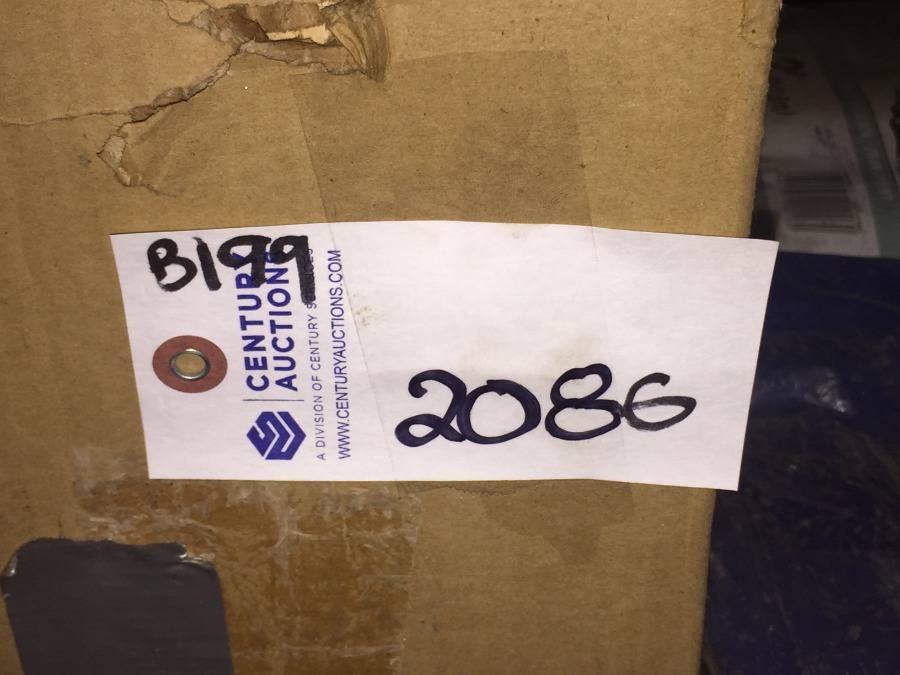 B199
CENTURY
AUCTIONS
A DIVISION OF CENTURY SERVICES
WWW.CENTURYAUCTIONS.COM
2086